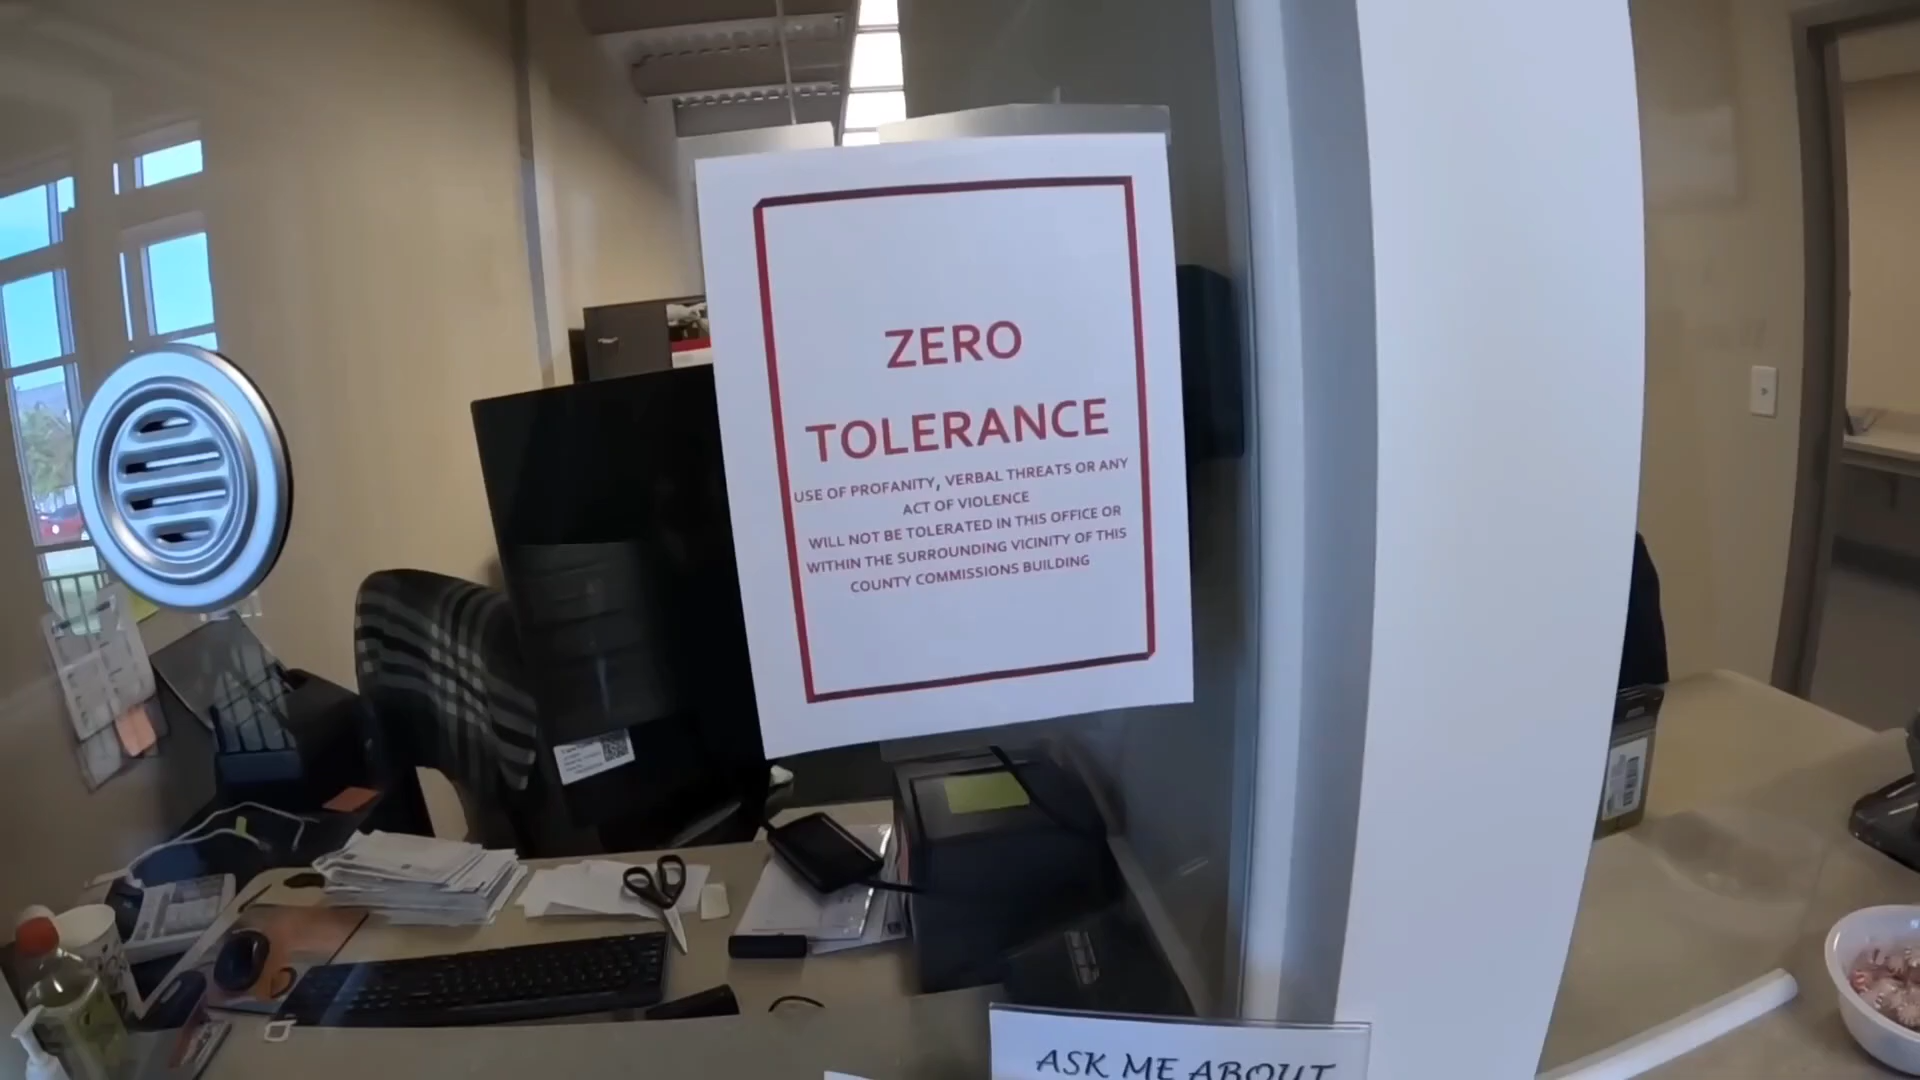 ZERO
TOLERANCE
USE OF PROFANITY, VERBAL THREATS OR ANY
ACT OF VIOLENCE
WILL NOT BE TOLERATED IN THIS OFFICE OR
WITHIN THE SURROUNDING VICINITY OF THIS
COUNTY COMMISSIONS BUILDING
ASK ME ABOUT